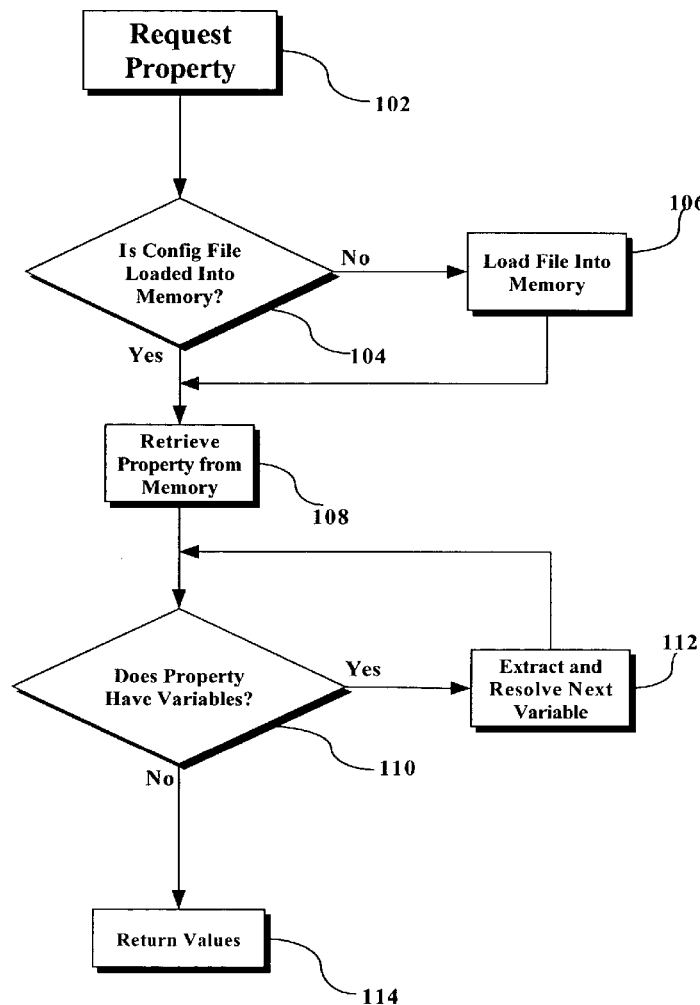 Request
Property
102
Is Config File
Loaded Into
Memory?
No
104
Yes
106
Load File Into
Memory
Retrieve
Property from
Memory
108
Does Property
Have Variables?
Yes
110
No
112
Extract and
Resolve Next
Variable
Return Values
114